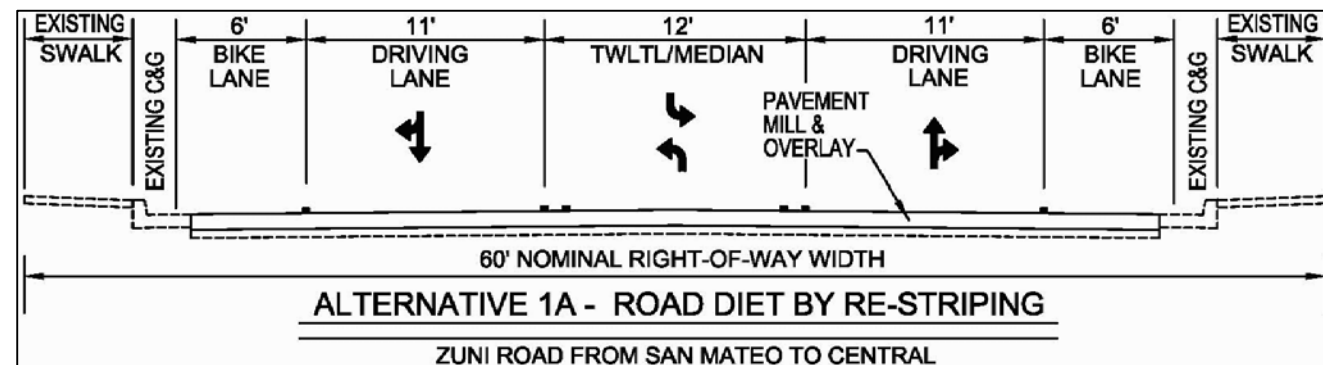 EXISTING 6' 11' 12' 11' 6' EXISTING
SWALK BIKE DRIVING TWLTL/MEDIAN DRIVING BIKE SWALK
LANE LANE LANE LANE
EXISTING C&G
PAVEMENT
MILL &
OVERLAY
EXISTING C&G
60' NOMINAL RIGHT-OF-WAY WIDTH
ALTERNATIVE 1A - ROAD DIET BY RE-STRIPING
ZUNI ROAD FROM SAN MATEO TO CENTRAL